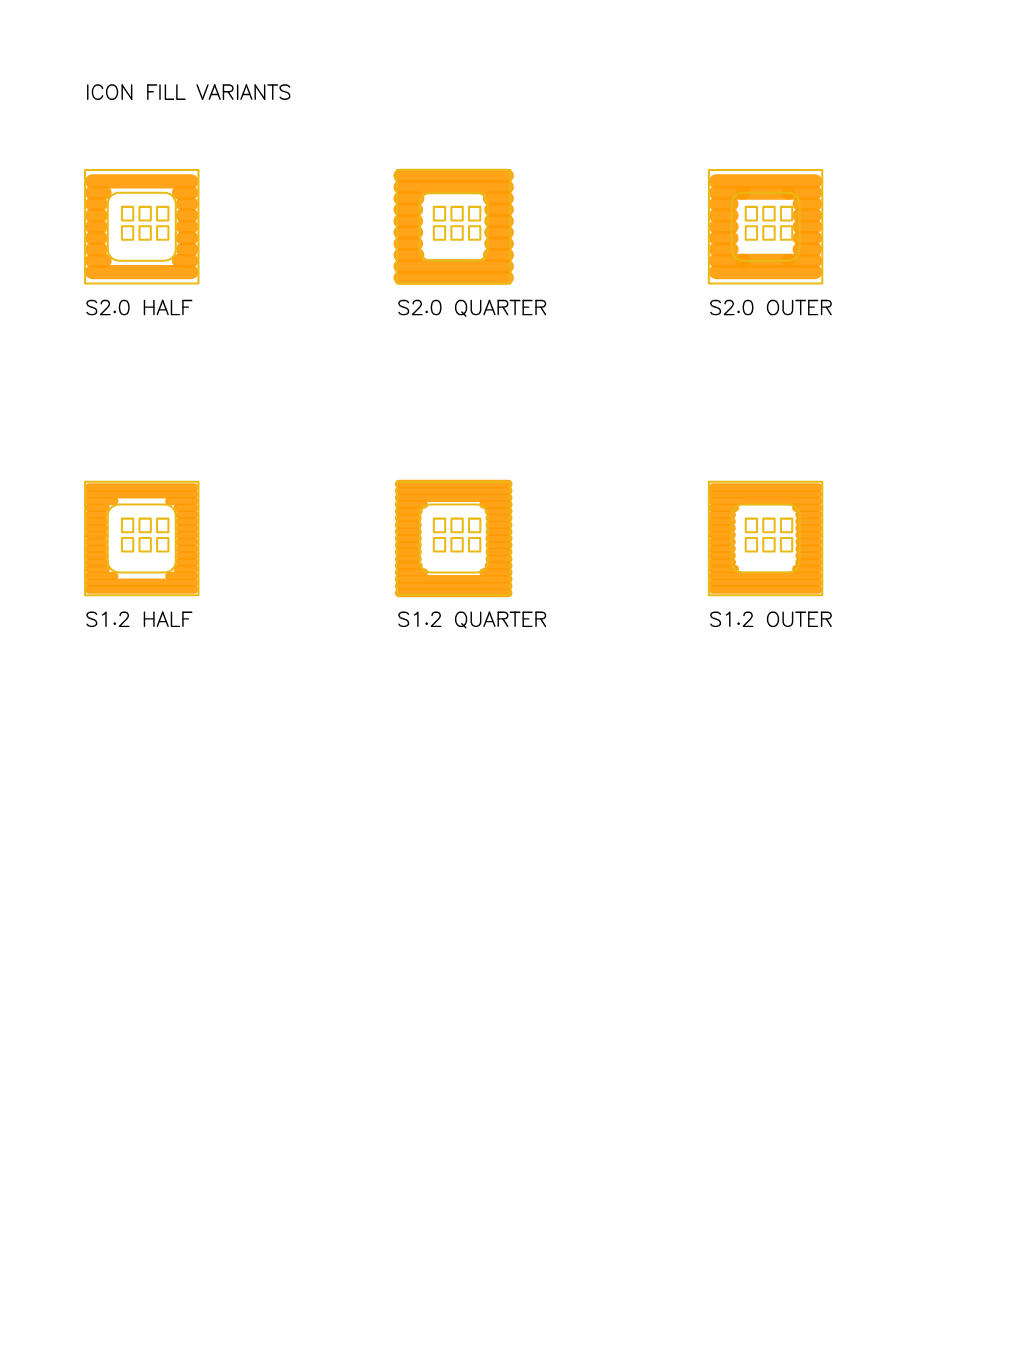 ICON FILL VARIANTS
S2.0 HALF
S2.0 QUARTER
S2.0 OUTER
S1.2 HALF
S1.2 QUARTER
S1.2 OUTER